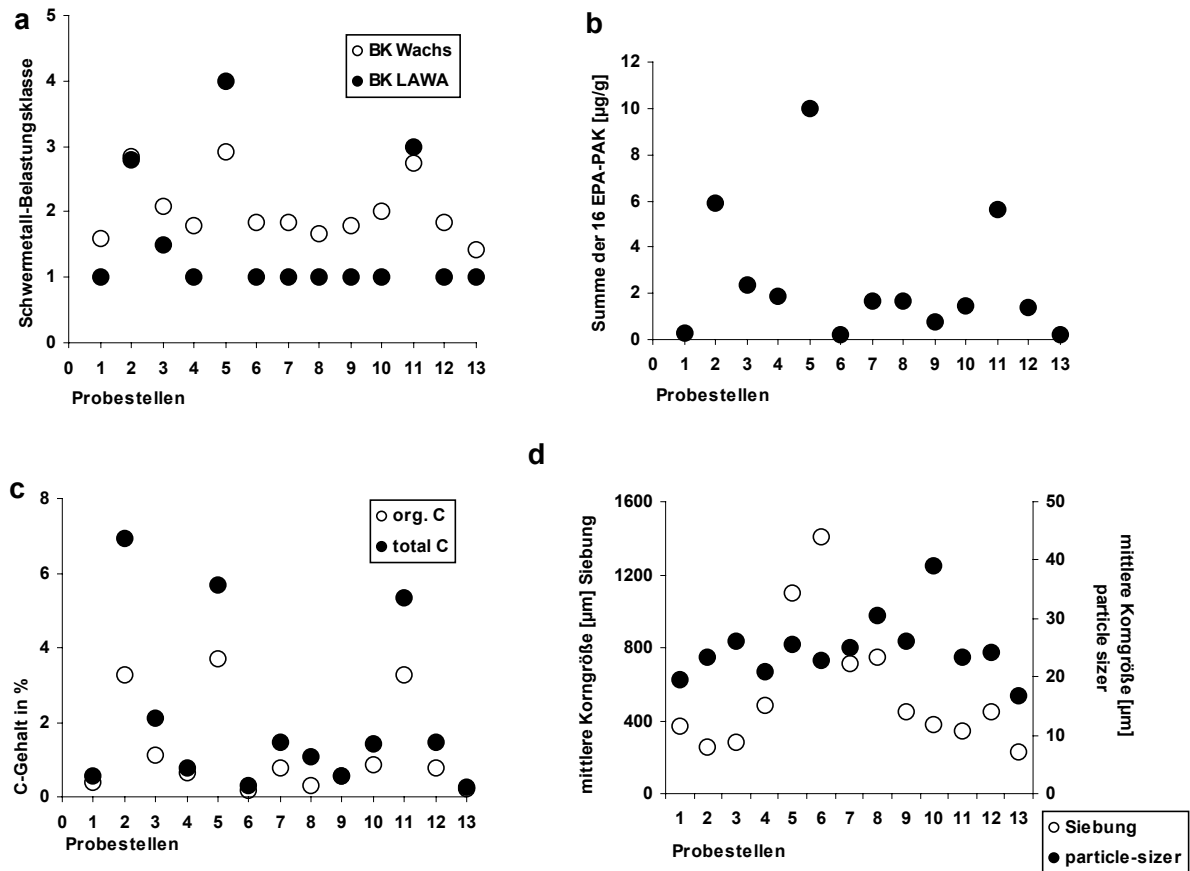 a
5
4
3
2
1
0
Schwermetall-Belastungsklasse
BK Wachs
BK LAWA
0 1 2 3 4 5 6 7 8 9 10 11 12 13
Probestellen
b
12
10
8
6
4
2
0
Summe der 16 EPA-PAK [µg/g]
0 1 2 3 4 5 6 7 8 9 10 11 12 13
Probestellen
c
8
6
4
2
0
C-Gehalt in %
org. C
total C
0 1 2 3 4 5 6 7 8 9 10 11 12 13
Probestellen
d
1600
1200
800
400
0
mittlere Korngröße [µm] Siebung
50
40
30
20
10
0
mittlere Korngröße [µm]
particle sizer
1 2 3 4 5 6 7 8 9 10 11 12 13
Probestellen
Siebung
particle-sizer